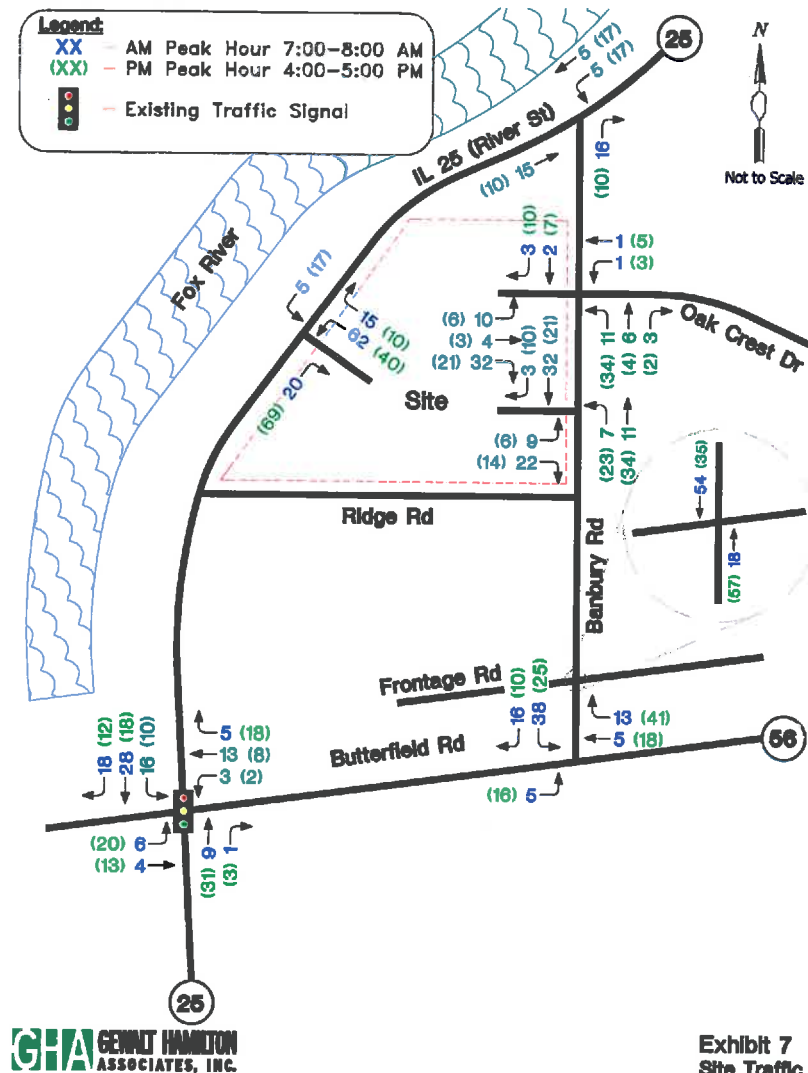 Legend:
XX – AM Peak Hour 7:00–8:00 AM
(XX) – PM Peak Hour 4:00–5:00 PM
– Existing Traffic Signal
25
N
Not to Scale
5 (17)
5 (17)
IL 25 (River St)
(10) 15
(10) 16
Fox River
3 (10)
2 (7)
1 (5)
1 (3)
5 (17)
15 (10)
62 (40)
(69) 20
Site
(6) 10
(3) 4
(21) 32
3 (10)
32 (21)
(34) 11
(4) 6
(2) 3
Oak Crest Dr
(6) 9
(14) 22
(23) 7
(34) 11
Ridge Rd
Banbury Rd
54 (35)
(57) 18
Frontage Rd
16 (10)
38 (25)
13 (41)
5 (18)
Butterfield Rd
56
(16) 5
18 (12)
28 (18)
16 (10)
5 (18)
13 (8)
3 (2)
(20) 6
(13) 4
(31) 9
(3) 1
25
GHA GEWALT HAMILTON
ASSOCIATES, INC.
Exhibit 7
Site Traffic